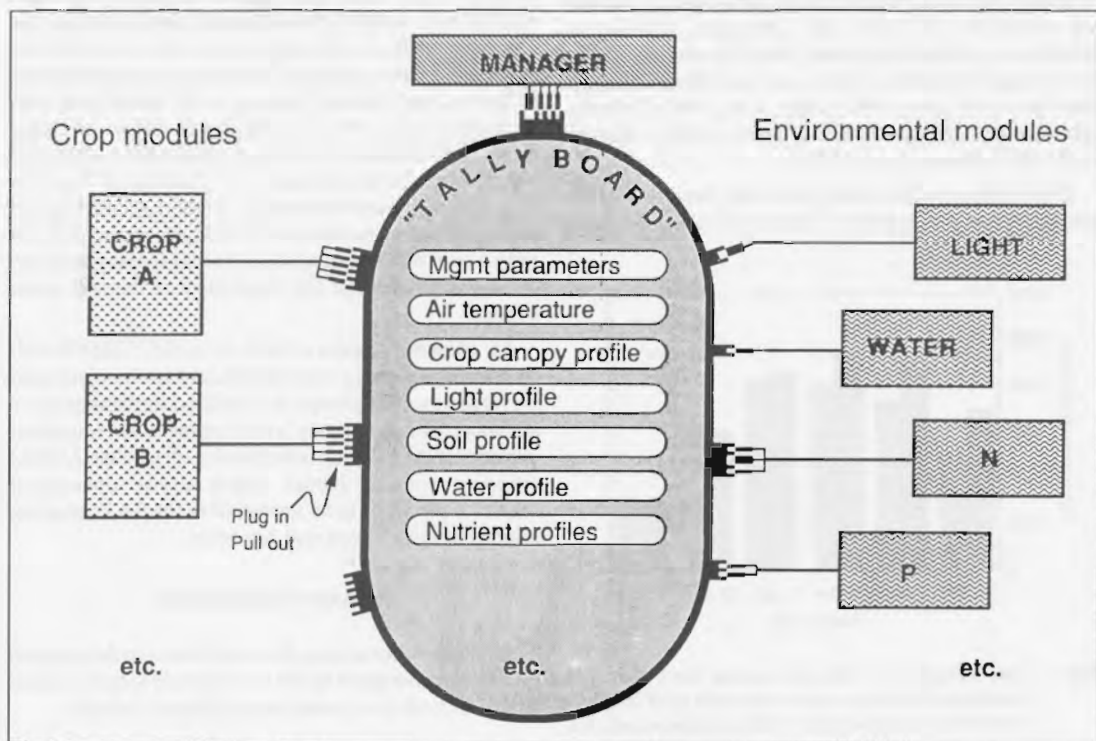 MANAGER
Crop modules
Environmental modules
"TALLY BOARD"
CROP
A
CROP
B
Plug in
Pull out
Mgmt parameters
Air temperature
Crop canopy profile
Light profile
Soil profile
Water profile
Nutrient profiles
LIGHT
WATER
N
P
etc.
etc.
etc.